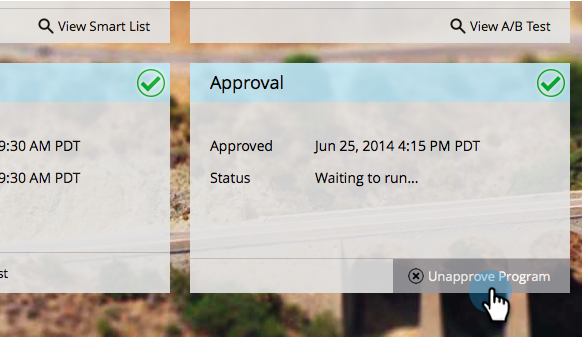 View Smart List
View A/B Test
Approval
9:30 AM PDT
Approved Jun 25, 2014 4:15 PM PDT
9:30 AM PDT
Status Waiting to run...
st
Unapprove Program